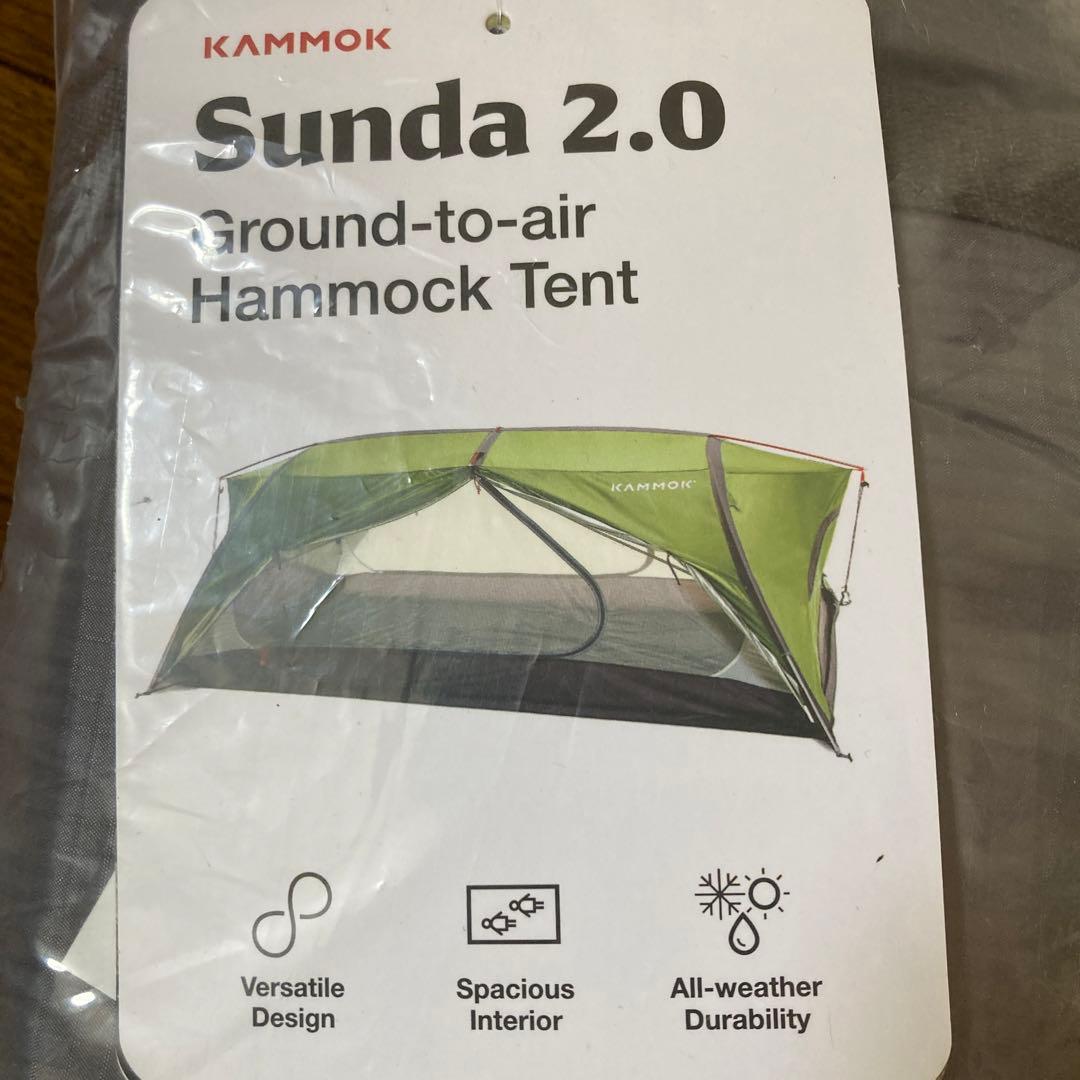 KAMMOK
Sunda 2.0
Ground-to-air
Hammock Tent
KAMMOK
Versatile
Design
Spacious
Interior
All-weather
Durability